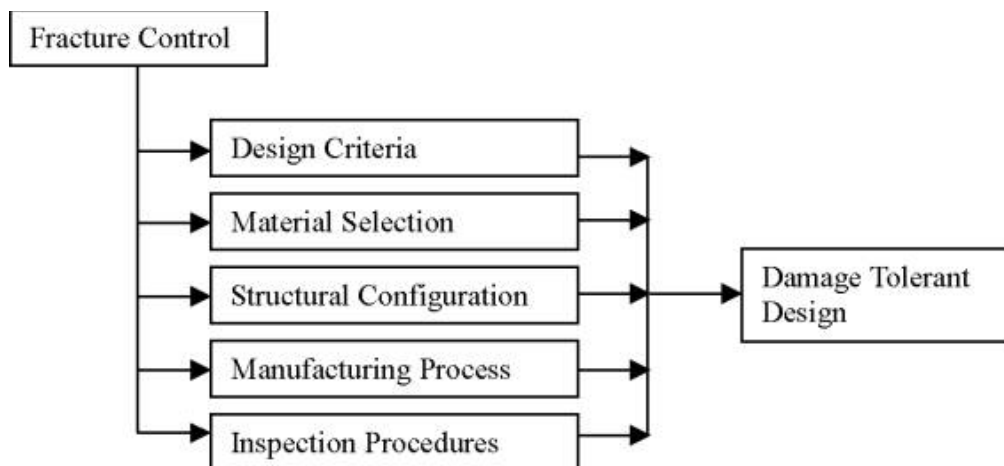 Fracture Control
Design Criteria
Material Selection
Structural Configuration
Manufacturing Process
Inspection Procedures
Damage Tolerant
Design